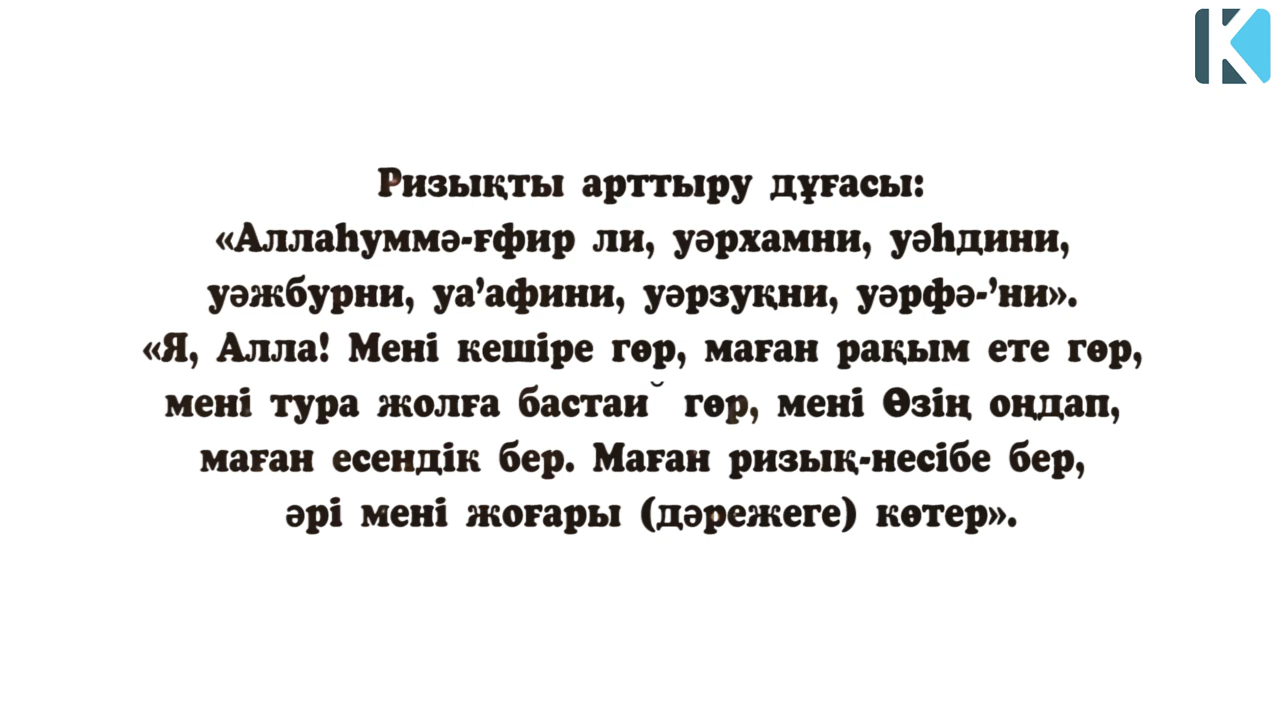 Ризықты арттыру дұғасы:
«Аллаһуммә-ғфир ли, уәрхамни, уәһдини,
уәжбурни, уа’афини, уәрзуқни, уәрфә-’ни».
«Я, Алла! Мені кешіре гөр, маған рақым ете гөр,
мені тура жолға бастай гөр, мені Өзің оңдап,
маған есендік бер. Маған ризық-несібе бер,
әрі мені жоғары (дәрежеге) көтер».